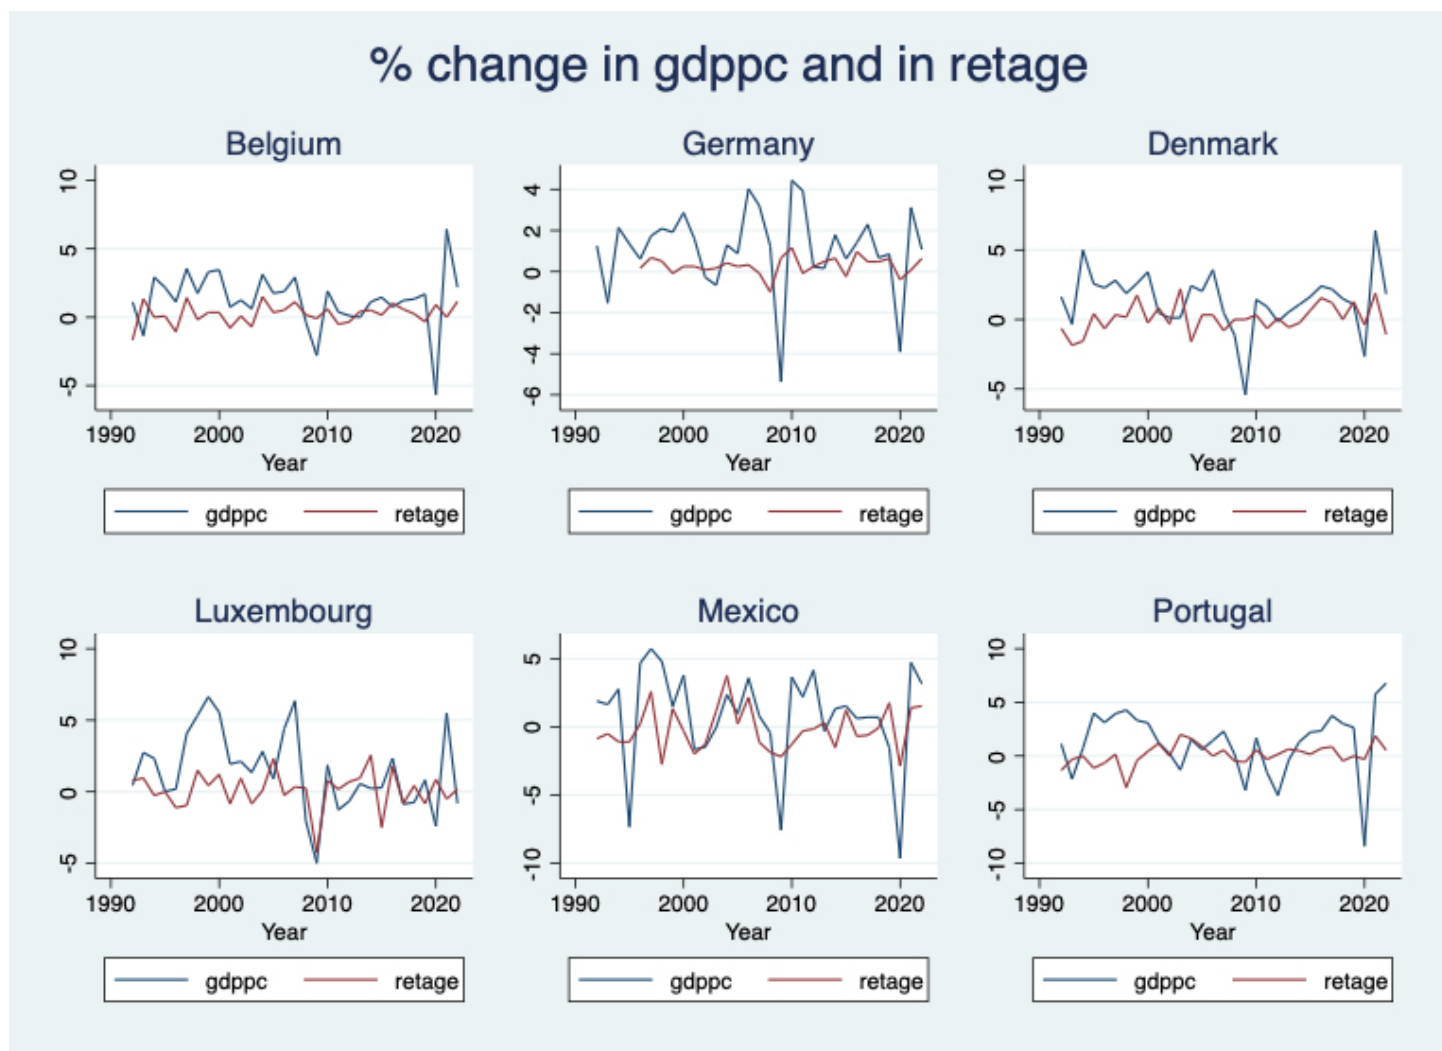 % change in gdppc and in retage
Belgium
10
5
0
-5
1990 2000 2010 2020
Year
gdppc retage
Germany
4
2
0
-2
-4
-6
1990 2000 2010 2020
Year
gdppc retage
Denmark
10
5
0
-5
1990 2000 2010 2020
Year
gdppc retage
Luxembourg
10
5
0
-5
1990 2000 2010 2020
Year
gdppc retage
Mexico
5
0
-5
-10
1990 2000 2010 2020
Year
gdppc retage
Portugal
10
5
0
-5
-10
1990 2000 2010 2020
Year
gdppc retage